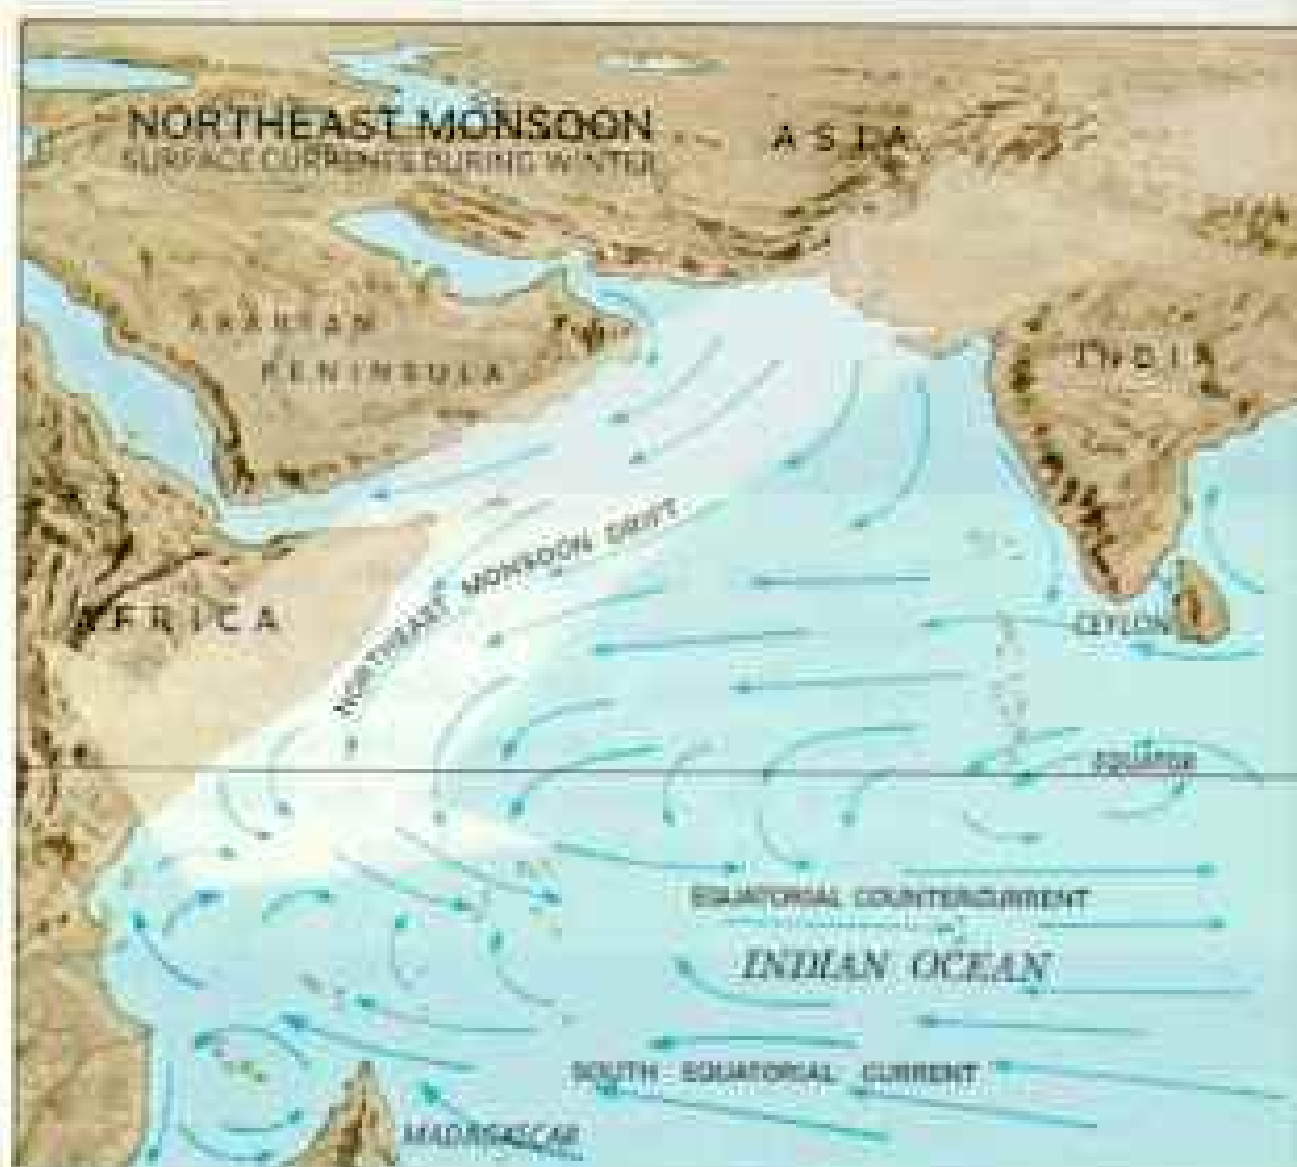 NORTHEAST MONSOON
SURFACE CURRENTS DURING WINTER
ASIA
ARABIAN
PENINSULA
INDIA
NORTHEAST MONSOON DRIFT
AFRICA
CEYLON
EQUATOR
EQUATORIAL COUNTERCURRENT
INDIAN OCEAN
SOUTH EQUATORIAL CURRENT
MADAGASCAR